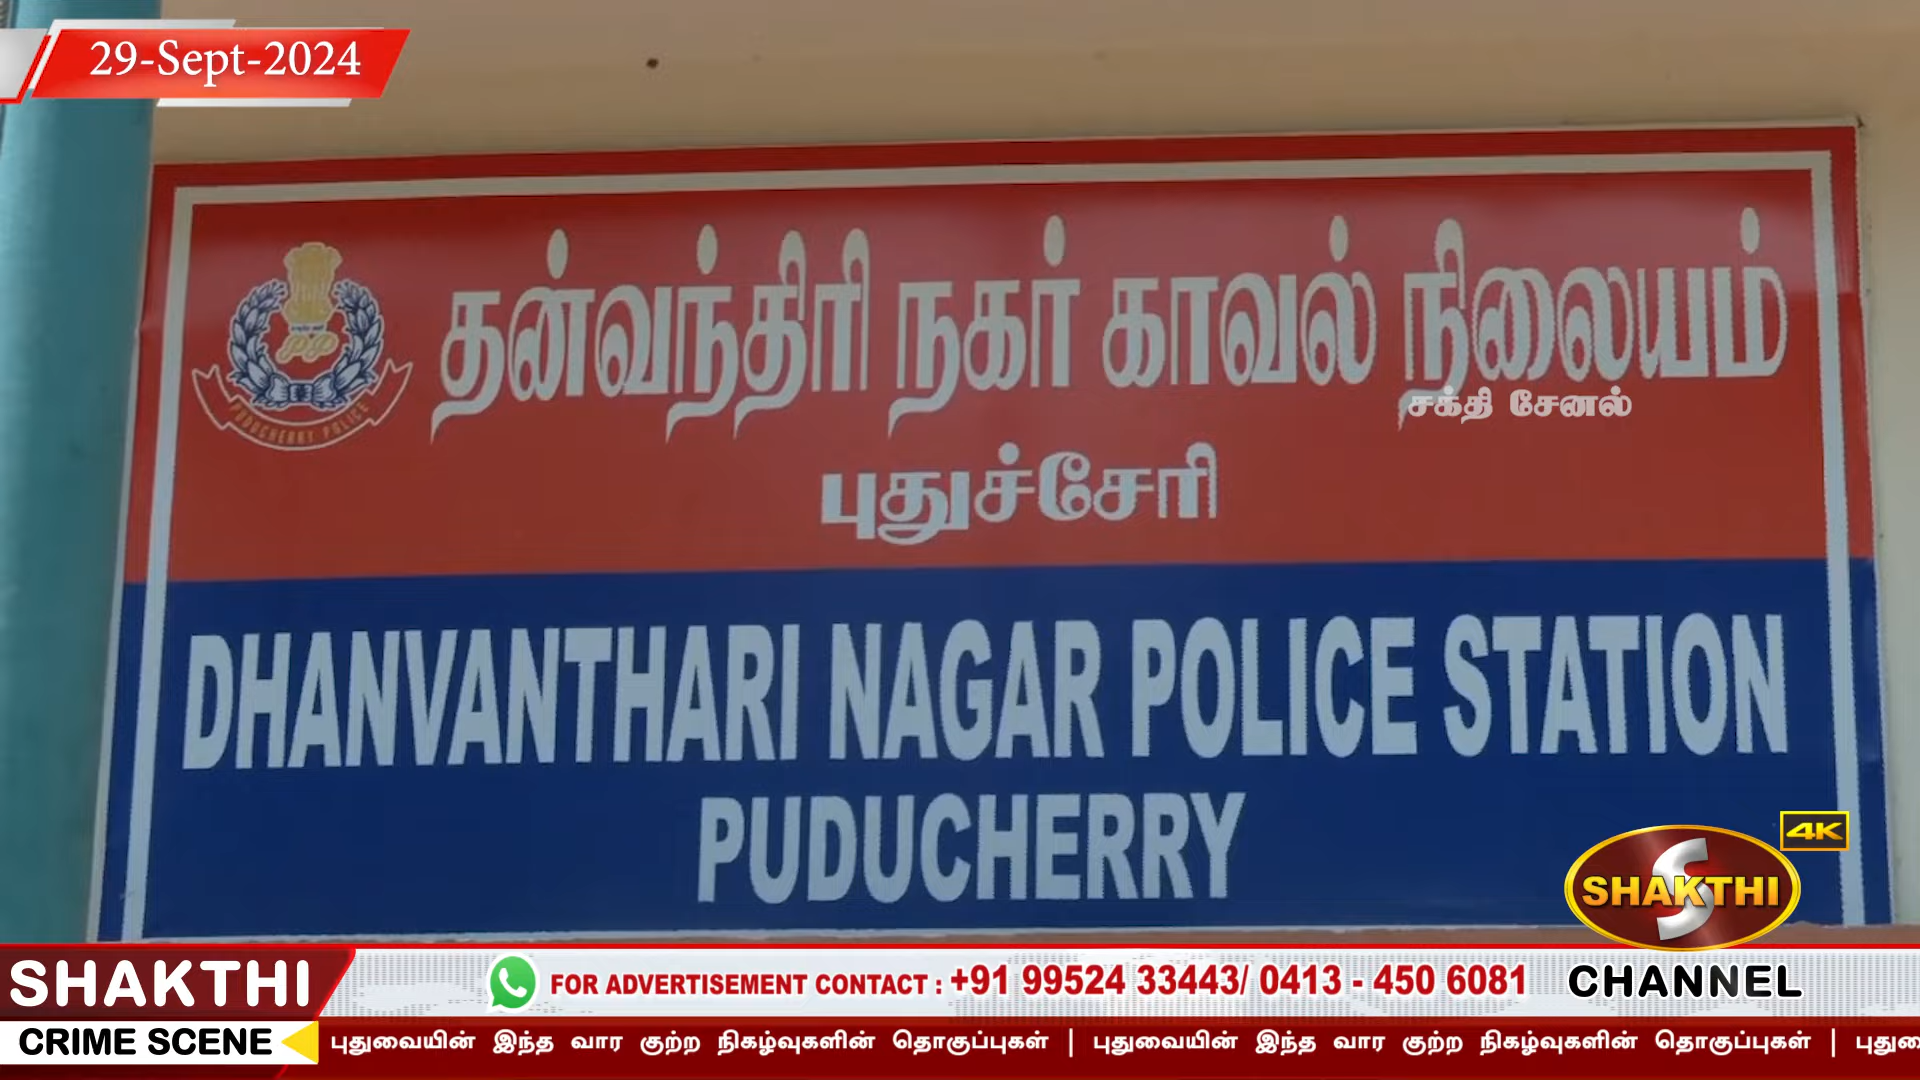 29-Sept-2024
தன்வந்திரி நகர் காவல் நிலையம்
சக்தி சேனல்
புதுச்சேரி
PUDUCHERRY POLICE
DHANVANTHARI NAGAR POLICE STATION
PUDUCHERRY
4K
SHAKTHI
CHANNEL
SHAKTHI
CRIME SCENE
FOR ADVERTISEMENT CONTACT : +91 99524 33443/ 0413 - 450 6081
புதுவையின் இந்த வார குற்ற நிகழ்வுகளின் தொகுப்புகள் | புதுவையின் இந்த வார குற்ற நிகழ்வுகளின் தொகுப்புகள் |